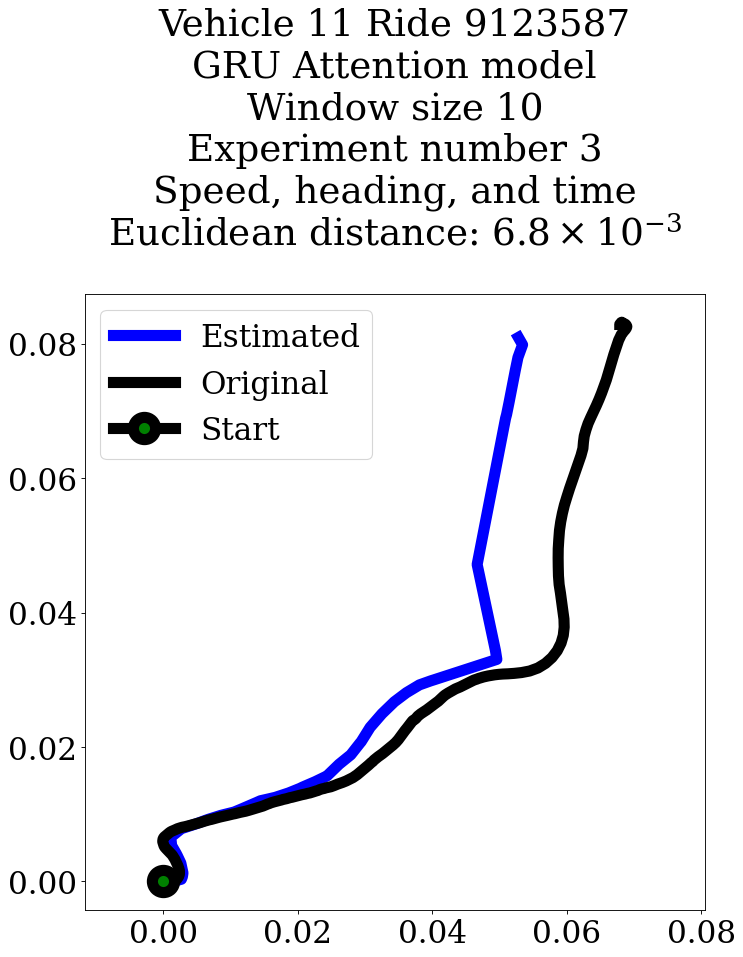 Vehicle 11 Ride 9123587
GRU Attention model
Window size 10
Experiment number 3
Speed, heading, and time
Euclidean distance: 6.8 × 10⁻³
Estimated
Original
Start
0.08
0.06
0.04
0.02
0.00
0.00 0.02 0.04 0.06 0.08